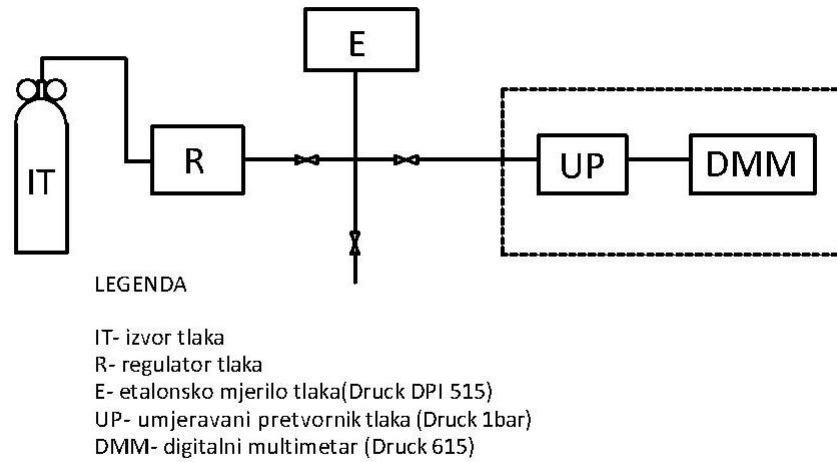 E
IT
R
UP
DMM
LEGENDA
IT- izvor tlaka
R- regulator tlaka
E- etalonsko mjerilo tlaka(Druck DPI 515)
UP- umjeravani pretvornik tlaka (Druck 1bar)
DMM- digitalni multimetar (Druck 615)